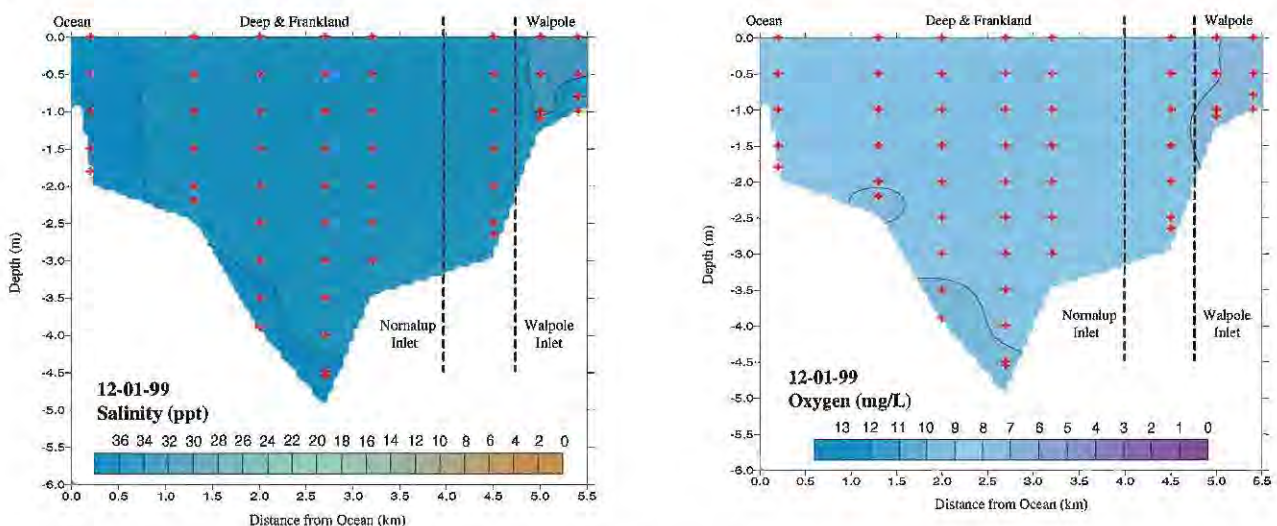 Ocean Deep & Frankland Walpole
0.0
-0.5
-1.0
-1.5
-2.0
-2.5
-3.0
-3.5
-4.0
-4.5
-5.0
-5.5
-6.0
Depth (m)
Nornalup
Inlet
Walpole
Inlet
12-01-99
Salinity (ppt)
36 34 32 30 28 26 24 22 20 18 16 14 12 10 8 6 4 2 0
0.0 0.5 1.0 1.5 2.0 2.5 3.0 3.5 4.0 4.5 5.0 5.5
Distance from Ocean (km)
Ocean Deep & Frankland Walpole
0.0
-0.5
-1.0
-1.5
-2.0
-2.5
-3.0
-3.5
-4.0
-4.5
-5.0
-5.5
-6.0
Depth (m)
Nornalup
Inlet
Walpole
Inlet
12-01-99
Oxygen (mg/L)
13 12 11 10 9 8 7 6 5 4 3 2 1 0
0.0 0.5 1.0 1.5 2.0 2.5 3.0 3.5 4.0 4.5 5.0 5.5
Distance from Ocean (km)